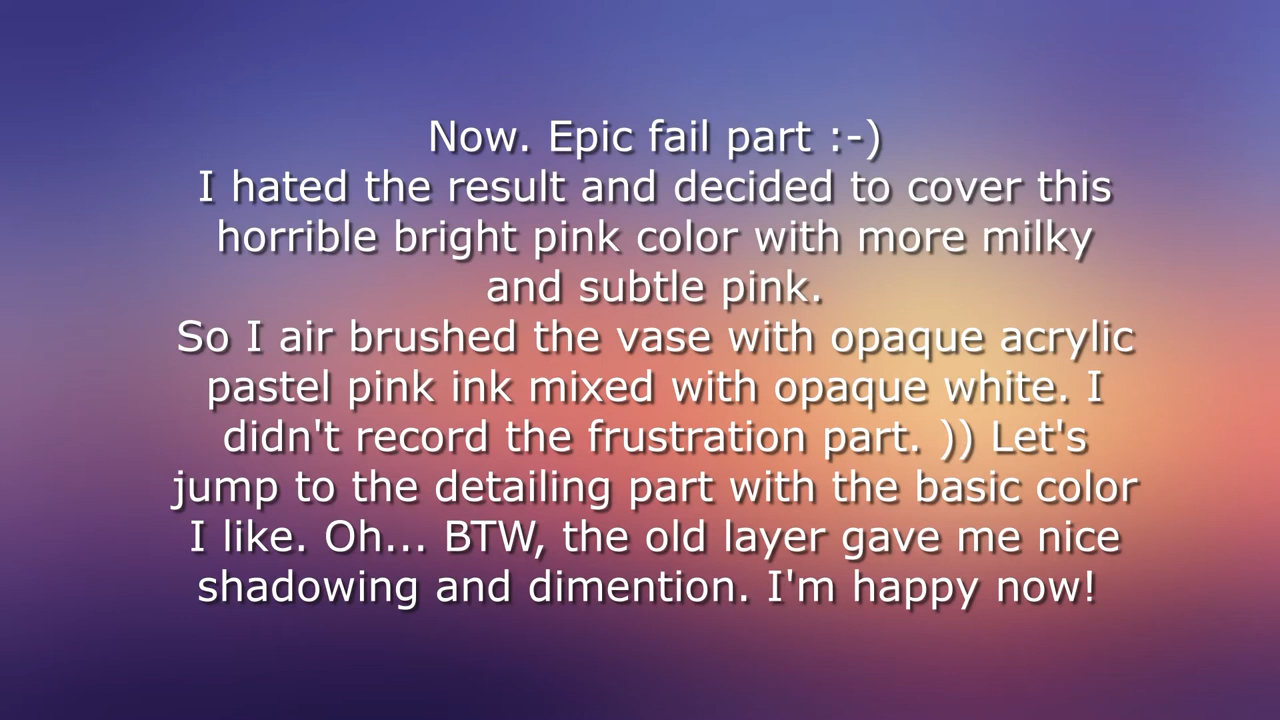 Now. Epic fail part :-)
I hated the result and decided to cover this
horrible bright pink color with more milky
and subtle pink.
So I air brushed the vase with opaque acrylic
pastel pink ink mixed with opaque white. I
didn't record the frustration part. )) Let's
jump to the detailing part with the basic color
I like. Oh... BTW, the old layer gave me nice
shadowing and dimention. I'm happy now!